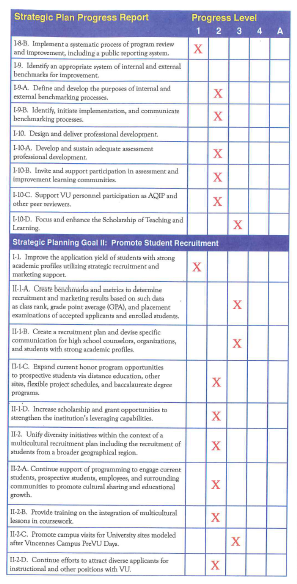 Strategic Plan Progress Report Progress Level
1 2 3 4 A
I-8-B. Implement a systematic process of program review
and improvement, including a public reporting system. X
I-9. Identify an appropriate system of internal and external
benchmarks for improvement.
I-9-A. Define and develop the purposes of internal and
external benchmarking processes. X
I-9-B. Identify, initiate implementation, and communicate
benchmarking processes. X
I-10. Design and deliver professional development.
I-10-A. Develop and sustain adequate assessment
professional development. X
I-10-B. Invite and support participation in assessment and
improvement learning communities. X
I-10-C. Support VU personnel participation as AQIP and
other peer reviewers. X
I-10-D. Focus and enhance the Scholarship of Teaching and
Learning. X
Strategic Planning Goal II: Promote Student Recruitment
I-1. Improve the application yield of students with strong
academic profiles utilizing strategic recruitment and
marketing support. X
II-1-A. Create benchmarks and metrics to determine
recruitment and marketing results based on such data
as class rank, grade point average (GPA), and placement
examinations of accepted applicants and enrolled students. X
II-1-B. Create a recruitment plan and devise specific
communication for high school counselors, organizations,
and students with strong academic profiles. X
II-1-C. Expand current honor program opportunities
to prospective students via distance education, other
sites, flexible project schedules, and baccalaureate degree
programs. X
II-1-D. Increase scholarship and grant opportunities to
strengthen the institution's leveraging capabilities. X
II-2. Unify diversity initiatives within the context of a
multicultural recruitment plan including the recruitment of
students from a broader geographical region. X
II-2-A. Continue support of programming to engage current
students, prospective students, employees, and surrounding
communities to promote cultural sharing and educational
growth. X
II-2-B. Provide training on the integration of multicultural
lessons in coursework. X
II-2-C. Promote campus visits for University sites modeled
after Vincennes Campus PreVU Days. X
II-2-D. Continue efforts to attract diverse applicants for
instructional and other positions with VU. X